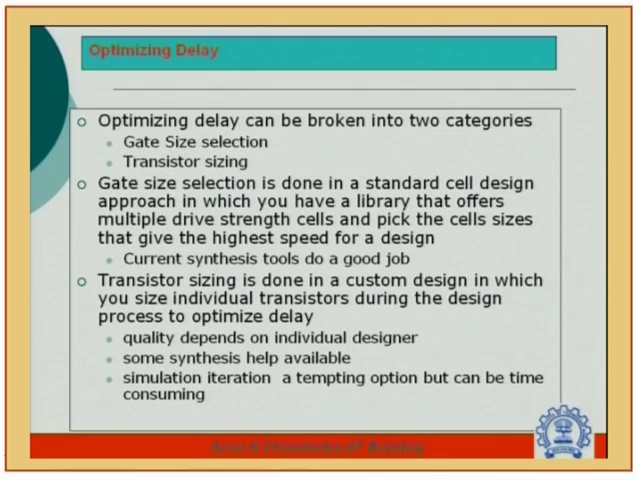 Optimizing Delay
Optimizing delay can be broken into two categories
Gate Size selection
Transistor sizing
Gate size selection is done in a standard cell design
approach in which you have a library that offers
multiple drive strength cells and pick the cells sizes
that give the highest speed for a design
Current synthesis tools do a good job
Transistor sizing is done in a custom design in which
you size individual transistors during the design
process to optimize delay
quality depends on individual designer
some synthesis help available
simulation iteration a tempting option but can be time
consuming
IIT Bombay